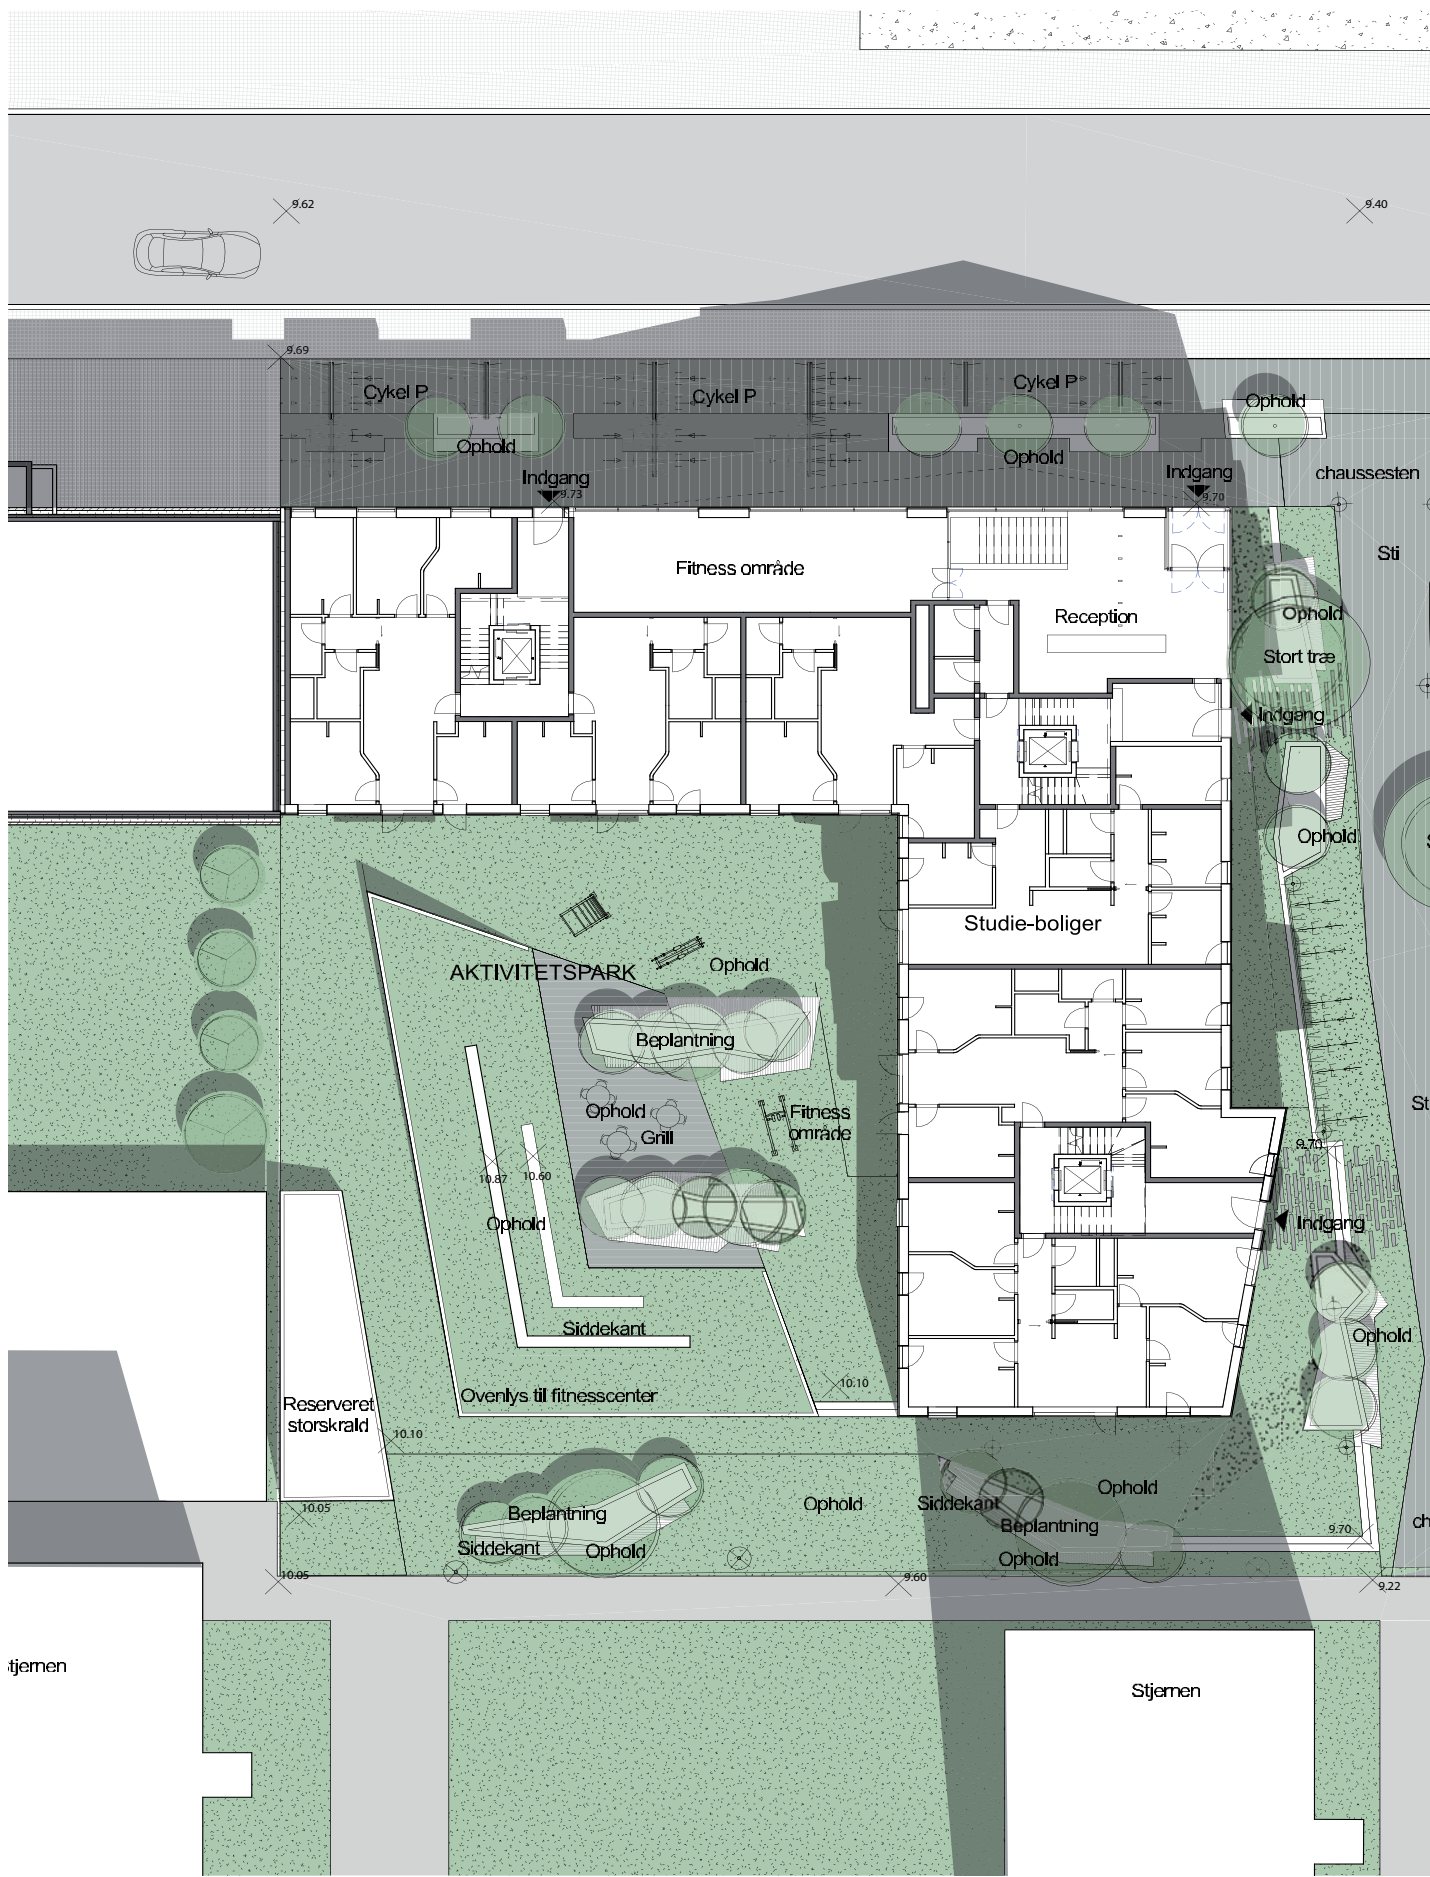 9.62
9.40
9.69
Cykel P
Cykel P
Cykel P
Ophold
Ophold
Ophold
Indgang
9.73
Indgang
9.70
chaussesten
Sti
Fitness område
Reception
Ophold
Stort træ
Indgang
Ophold
Studie-boliger
AKTIVITETSPARK
Ophold
Beplantning
Ophold
Grill
Fitness
område
10.87
10.60
Ophold
9.70
Indgang
Siddekant
Ophold
Ovenlys til fitnesscenter
10.10
Reserveret
storskrald
10.10
Ophold
Ophold
Siddekant
Beplantning
Beplantning
10.05
Siddekant
Ophold
Ophold
9.70
10.05
9.60
9.22
Stjernen